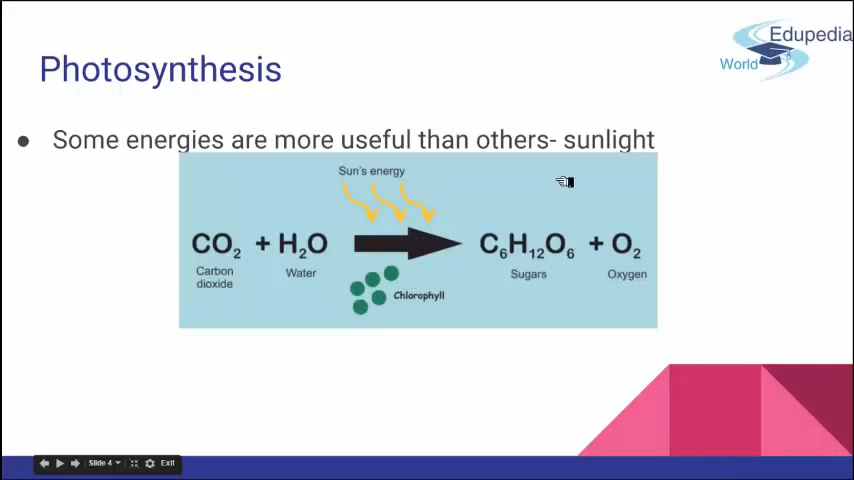 Edupedia
World
Photosynthesis
● Some energies are more useful than others- sunlight
Sun's energy
CO2 + H2O C6H12O6 + O2
Carbon dioxide Water Sugars Oxygen
Chlorophyll
Slide 4 Exit